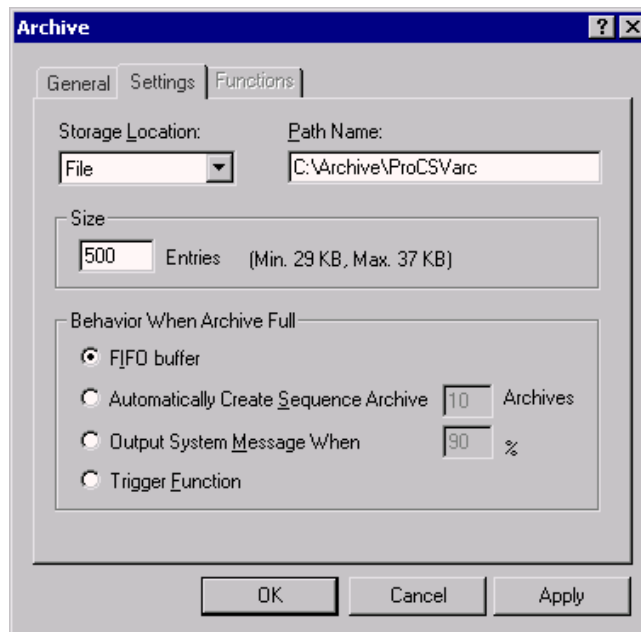 Archive
General Settings Functions
Storage Location: Path Name:
File C:\Archive\ProCSVarc
Size
500 Entries (Min. 29 KB, Max. 37 KB)
Behavior When Archive Full
FIFO buffer
Automatically Create Sequence Archive 10 Archives
Output System Message When 90 %
Trigger Function
OK Cancel Apply